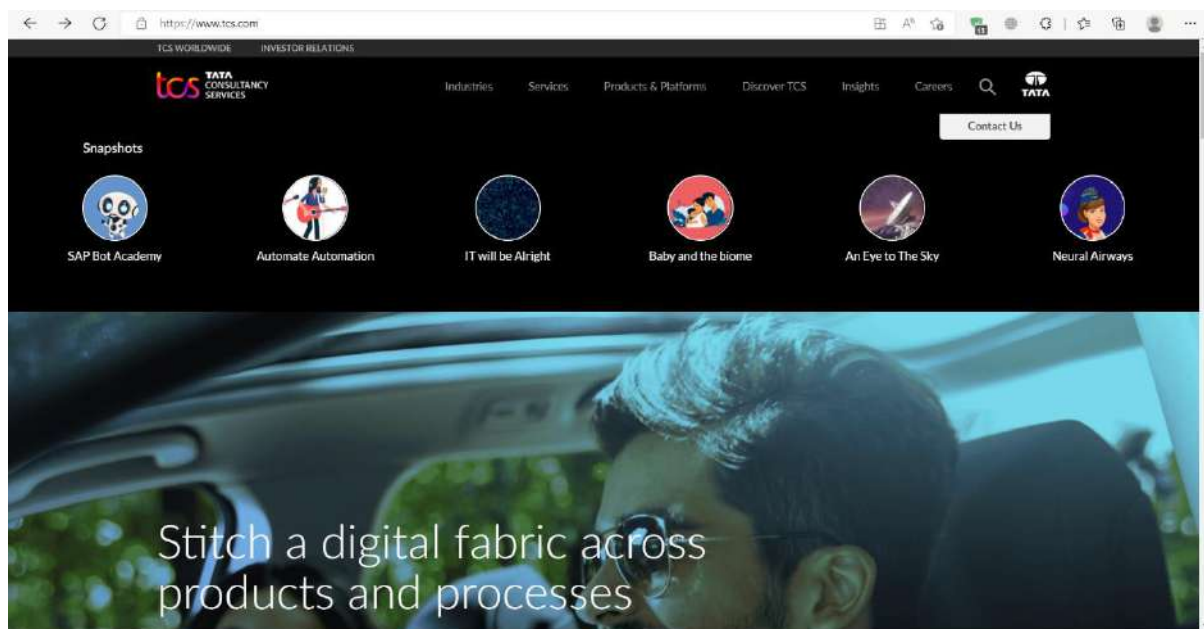 https://www.tcs.com
TCS WORLDWIDE INVESTOR RELATIONS
tcs TATA CONSULTANCY SERVICES
Industries Services Products & Platforms Discover TCS Insights Careers TATA
Contact Us
Snapshots
SAP Bot Academy Automate Automation IT will be Alright Baby and the biome An Eye to The Sky Neural Airways
Stitch a digital fabric across
products and processes